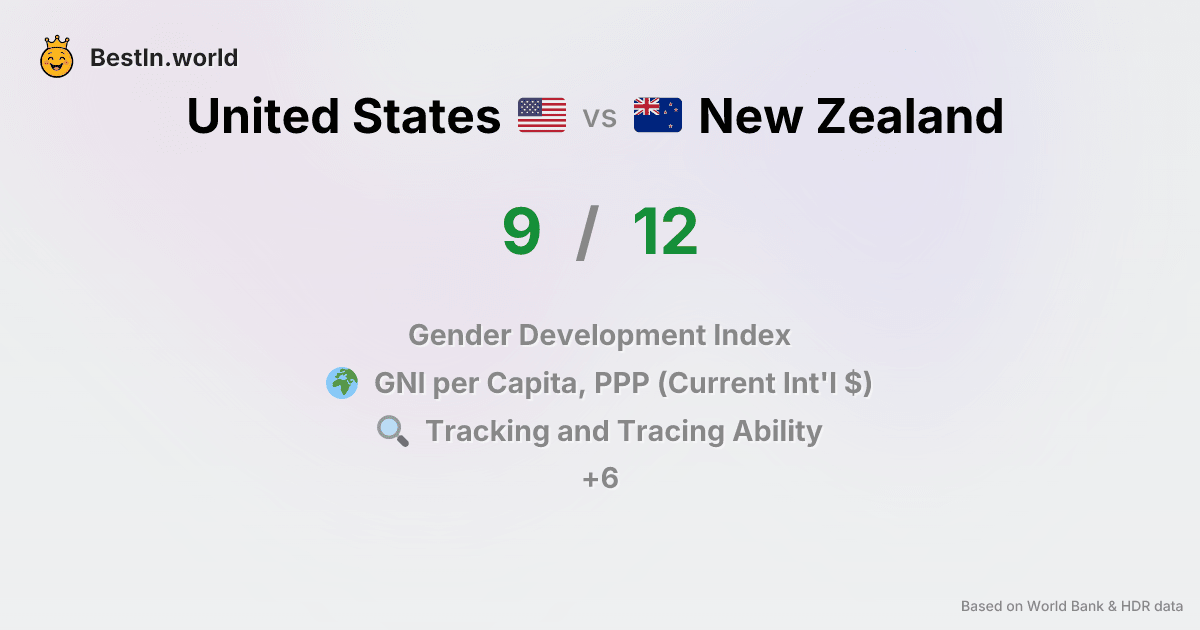 BestIn.world
United States vs New Zealand
9 / 12
Gender Development Index
GNI per Capita, PPP (Current Int'l $)
Tracking and Tracing Ability
+6
Based on World Bank & HDR data